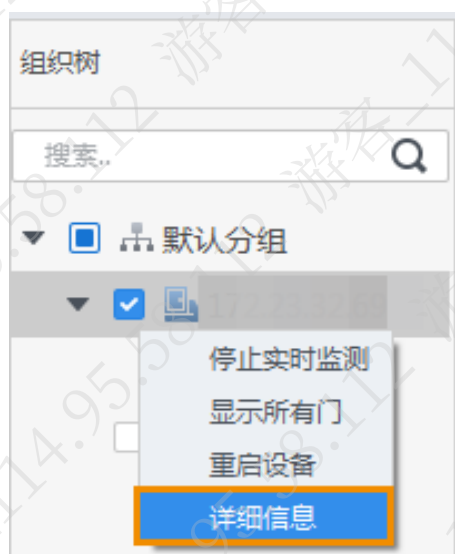 组织树
搜索..
默认分组
停止实时监测
显示所有门
重启设备
详细信息